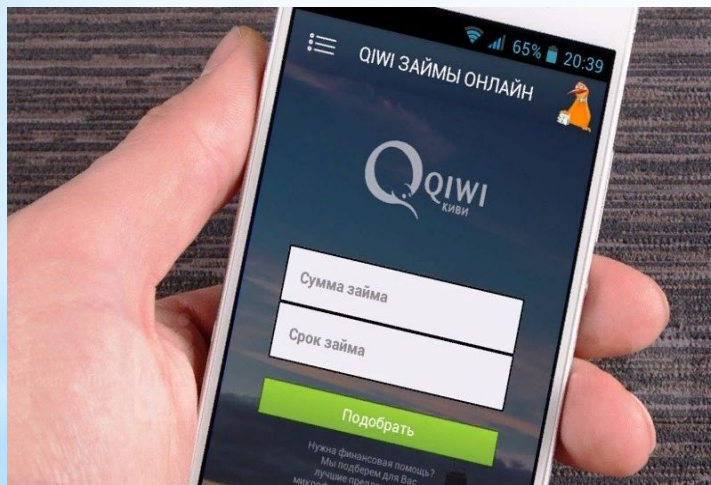 65% 20:39
QIWI ЗАЙМЫ ОНЛАЙН
QIWI
КИВИ
Сумма займа
Срок займа
Подобрать
Нужна финансовая помощь?
Мы подберем для Вас
лучшие